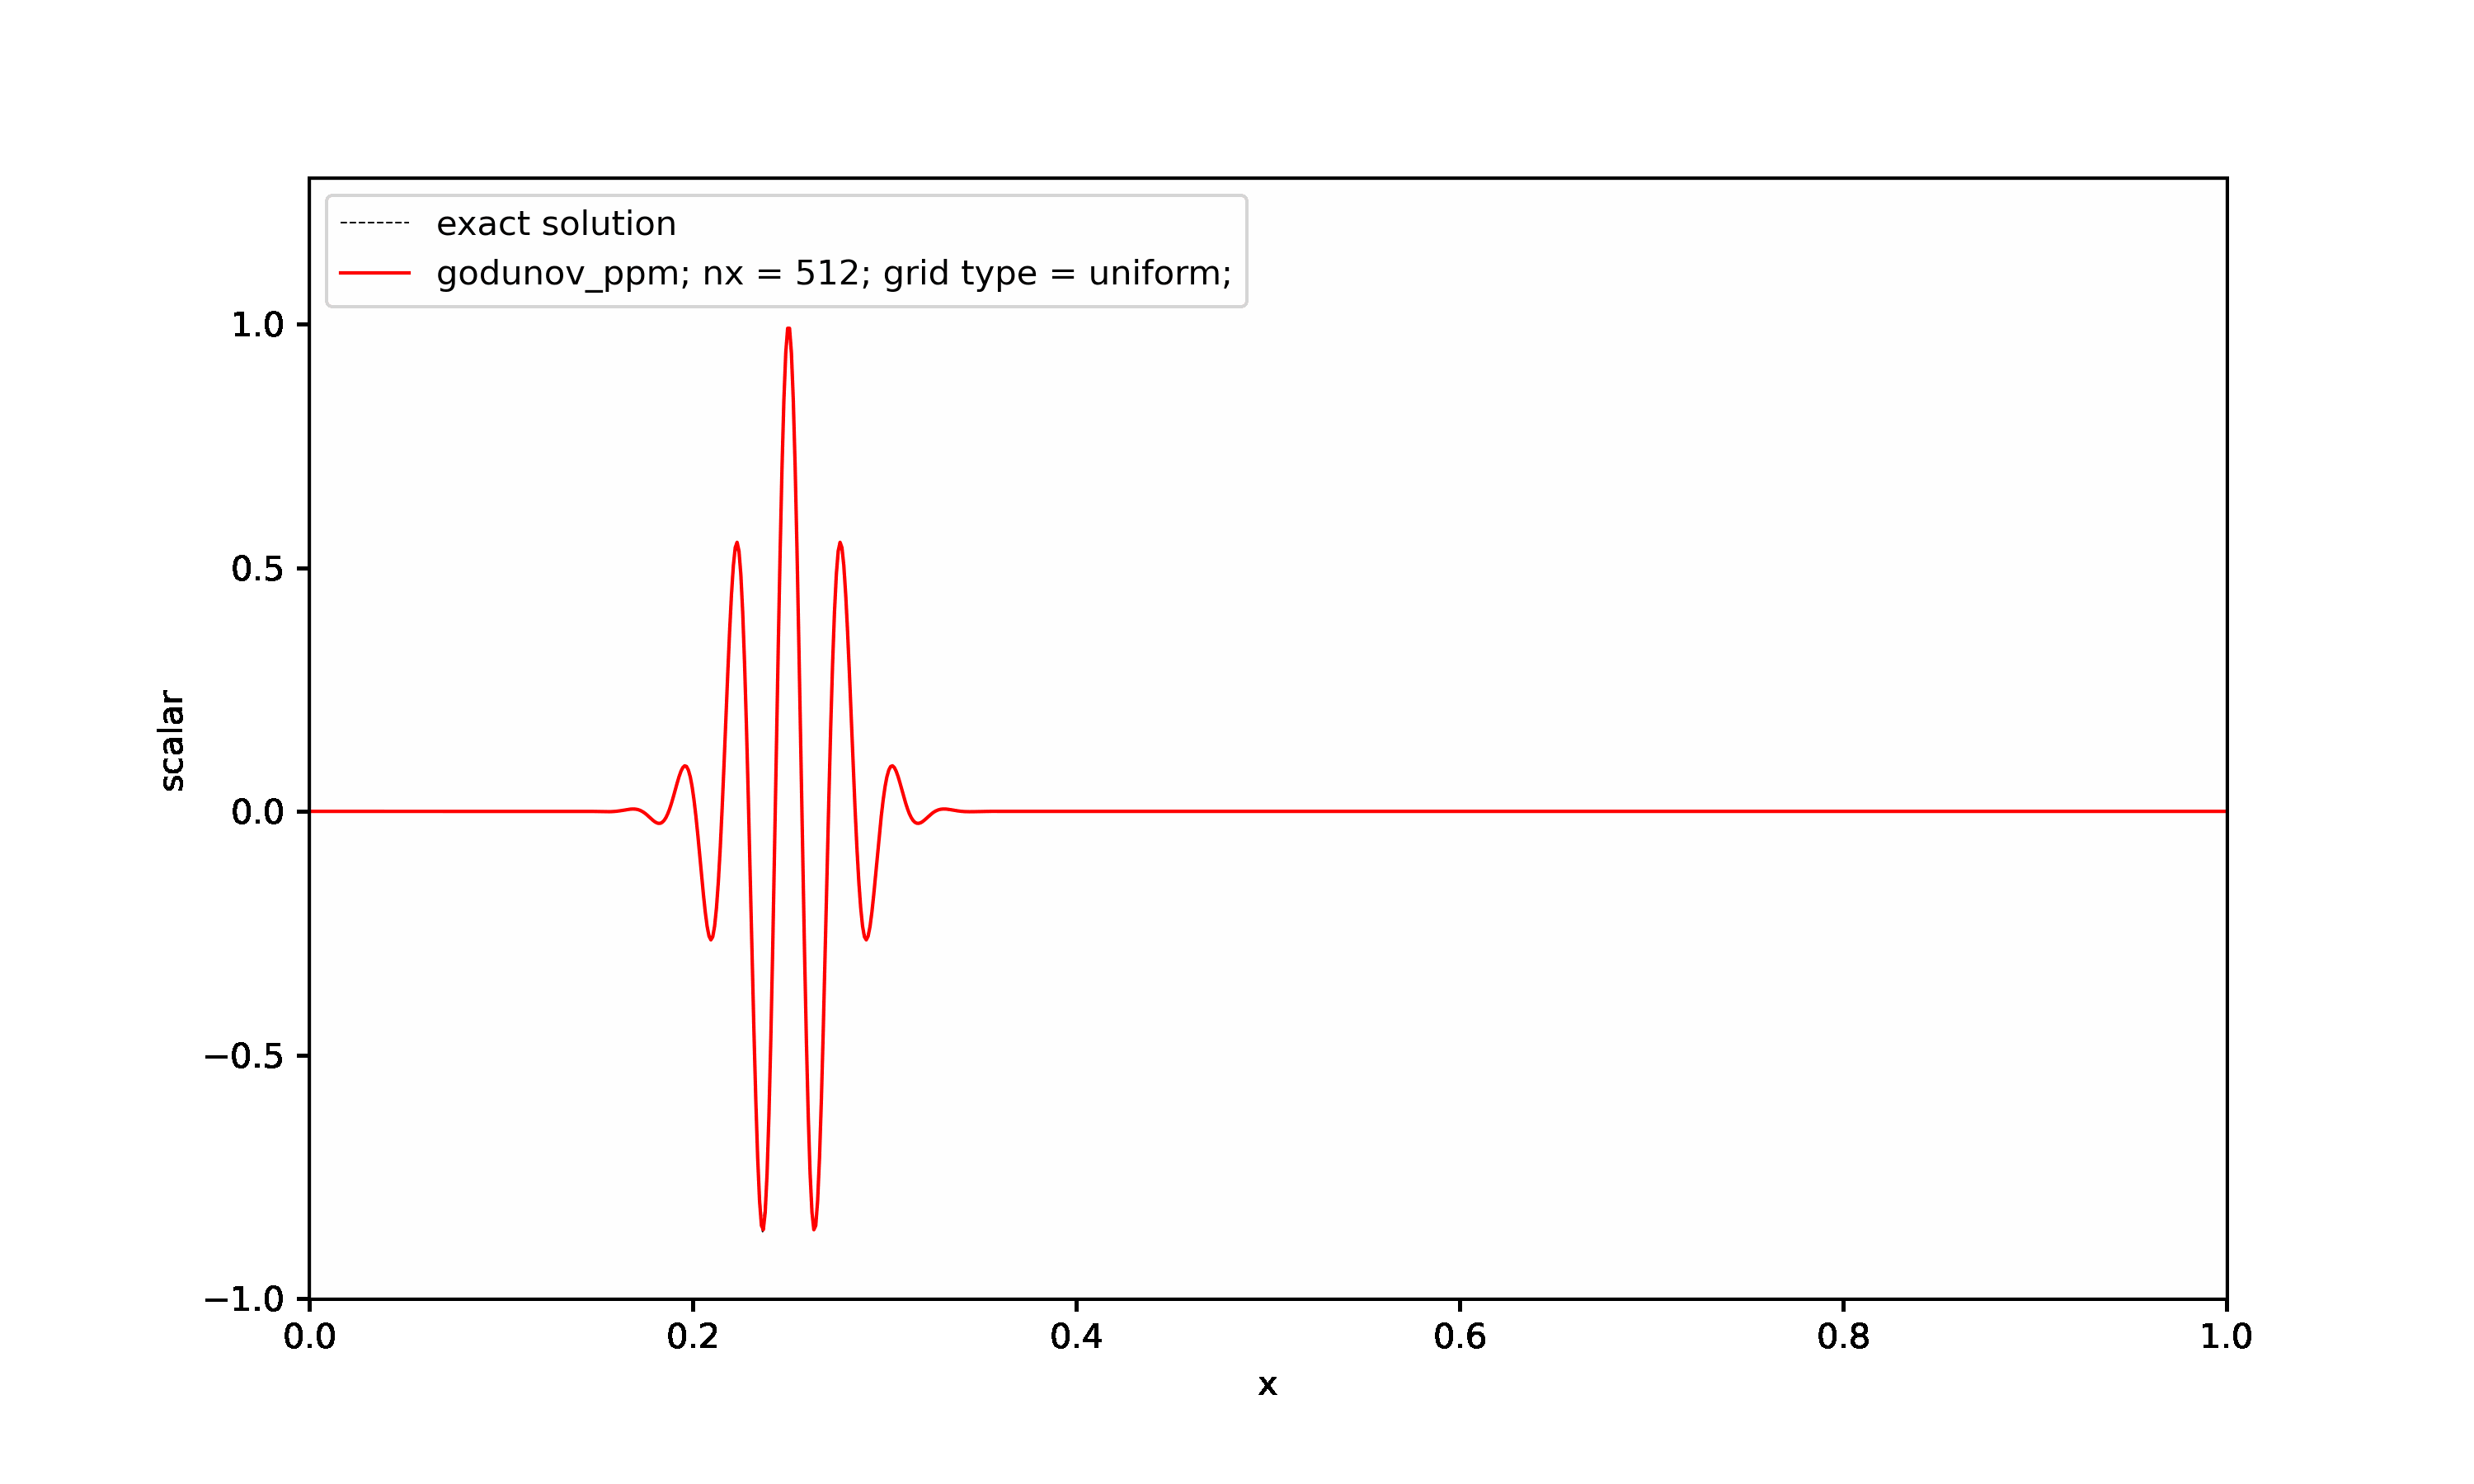 exact solution
godunov_ppm; nx = 512; grid type = uniform;
1.0
0.5
0.0
−0.5
−1.0
scalar
0.0 0.2 0.4 0.6 0.8 1.0
x